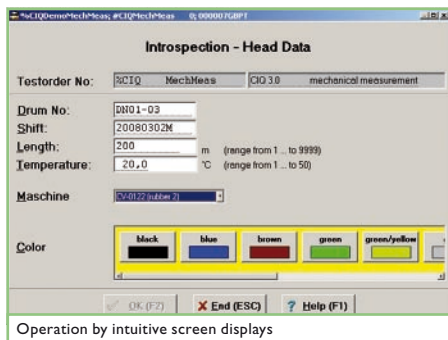 %CIQDemoMechMeas; #CIQMechMeas 0; 000007GBPT
Introspection - Head Data
Testorder No: %CIQ MechMeas CIQ 3.0 mechanical measurement
Drum No: DN01-03
Shift: 20080302M
Length: 200 m (range from 1 ... to 9999)
Temperature: 20,0 °C (range from 1 ... to 50)
Maschine CV-0122 (rubber 2)
Color black blue brown green green/yellow
OK (F2) End (ESC) ? Help (F1)
Operation by intuitive screen displays